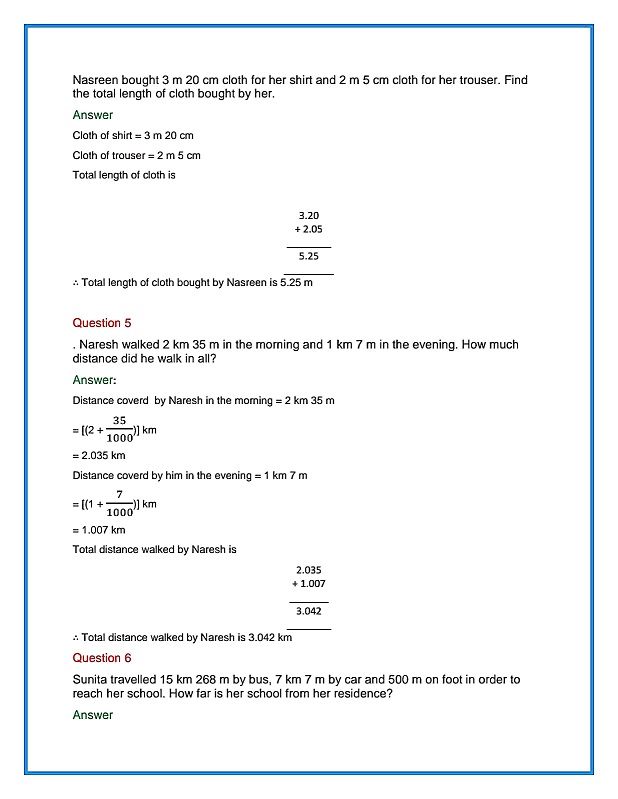 Nasreen bought 3 m 20 cm cloth for her shirt and 2 m 5 cm cloth for her trouser. Find
the total length of cloth bought by her.
Answer
Cloth of shirt = 3 m 20 cm
Cloth of trouser = 2 m 5 cm
Total length of cloth is
3.20
+ 2.05
5.25
∴ Total length of cloth bought by Nasreen is 5.25 m
Question 5
. Naresh walked 2 km 35 m in the morning and 1 km 7 m in the evening. How much
distance did he walk in all?
Answer:
Distance coverd by Naresh in the morning = 2 km 35 m
= [(2 + 35/1000)] km
= 2.035 km
Distance coverd by him in the evening = 1 km 7 m
= [(1 + 7/1000)] km
= 1.007 km
Total distance walked by Naresh is
2.035
+ 1.007
3.042
∴ Total distance walked by Naresh is 3.042 km
Question 6
Sunita travelled 15 km 268 m by bus, 7 km 7 m by car and 500 m on foot in order to
reach her school. How far is her school from her residence?
Answer